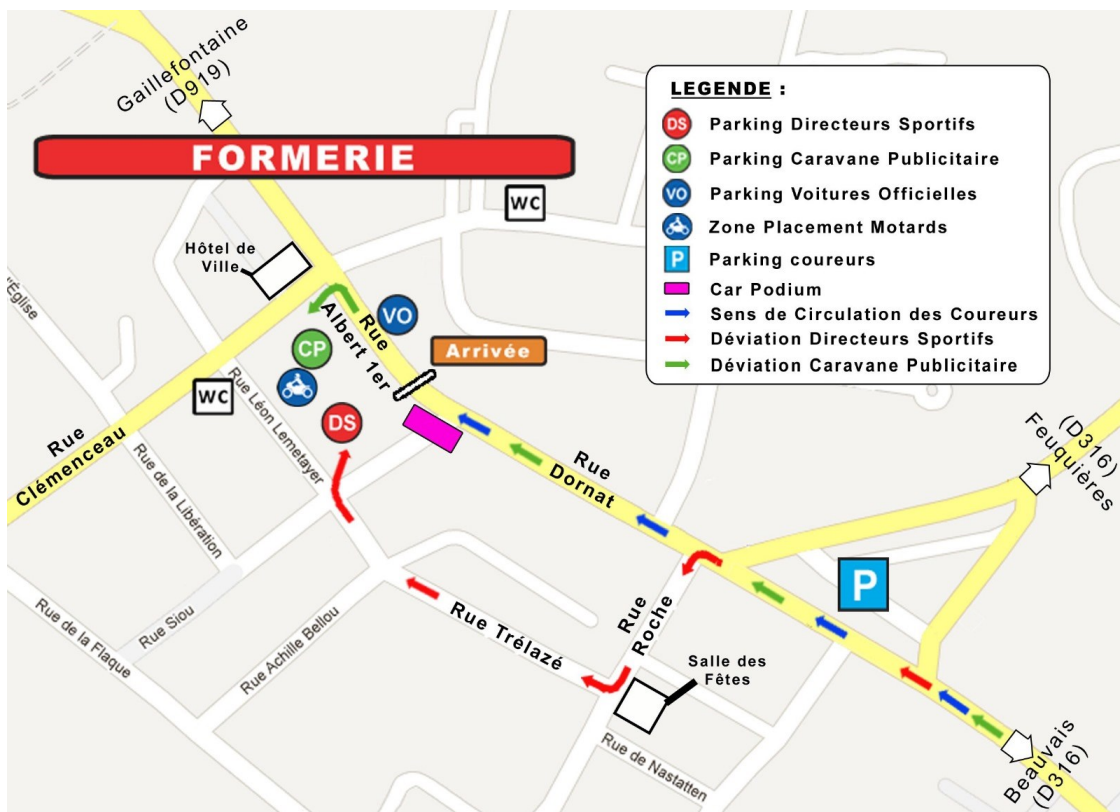 Gaillefontaine
(D919)
FORMERIE
LEGENDE :
DS Parking Directeurs Sportifs
CP Parking Caravane Publicitaire
VO Parking Voitures Officielles
Zone Placement Motards
P Parking coureurs
Car Podium
Sens de Circulation des Coureurs
Déviation Directeurs Sportifs
Déviation Caravane Publicitaire
WC
Hôtel de
Ville
l'Église
VO
Rue
Albert 1er
Arrivée
CP
WC
DS
Rue
Clémenceau
Rue Léon Lemetayer
Rue de la Libération
Rue
Dornat
(D316)
Feuquières
P
Rue de la Flaque
Rue Siou
Rue Achille Bellou
Rue Trélazé
Rue
Roche
Salle des
Fêtes
Rue de Nastatten
Beauvais
(D316)